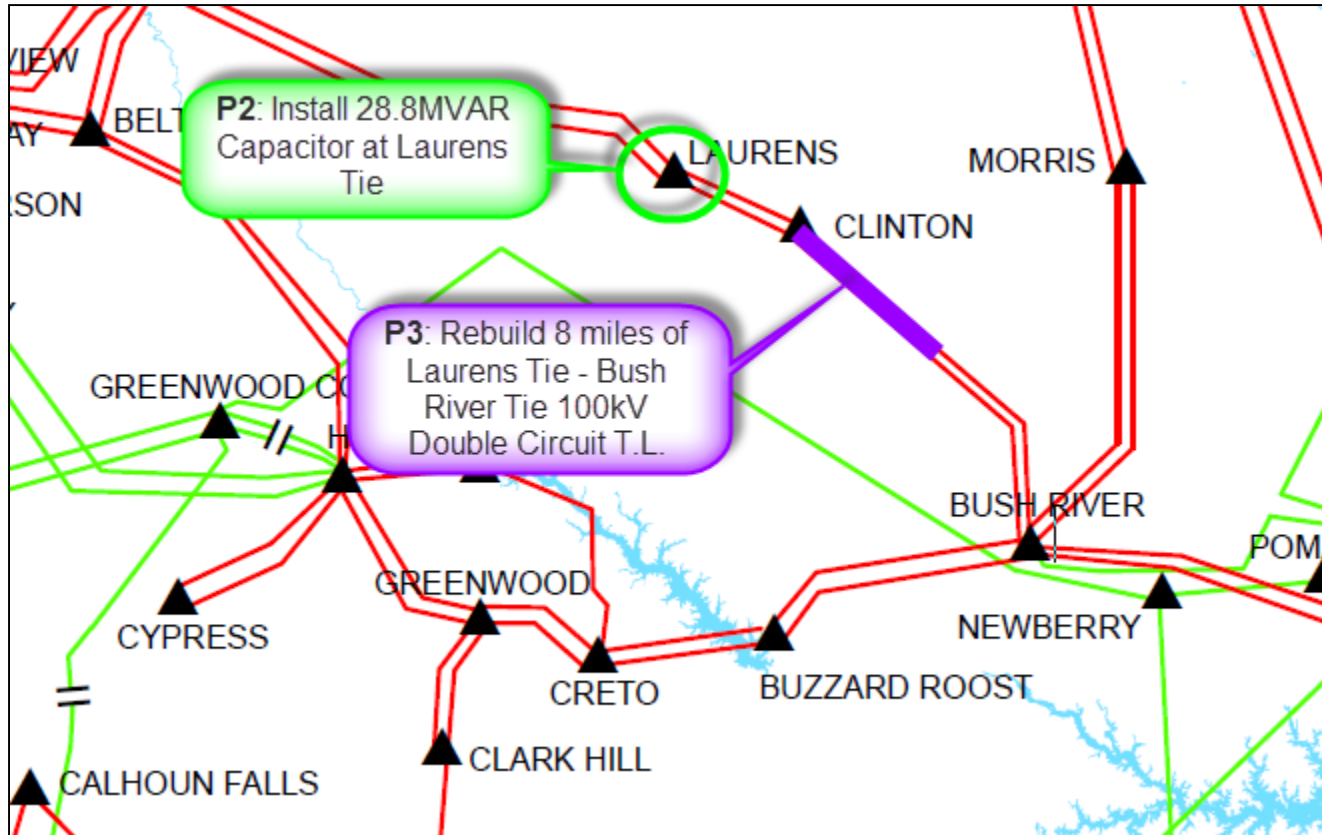 VIEW
AY
BELT
P2: Install 28.8MVAR
Capacitor at Laurens
Tie
LAURENS
MORRIS
RSON
CLINTON
P3: Rebuild 8 miles of
Laurens Tie - Bush
River Tie 100kV
Double Circuit T.L.
GREENWOOD CO
H
BUSH RIVER
POM
GREENWOOD
CYPRESS
NEWBERRY
CRETO
BUZZARD ROOST
CLARK HILL
CALHOUN FALLS